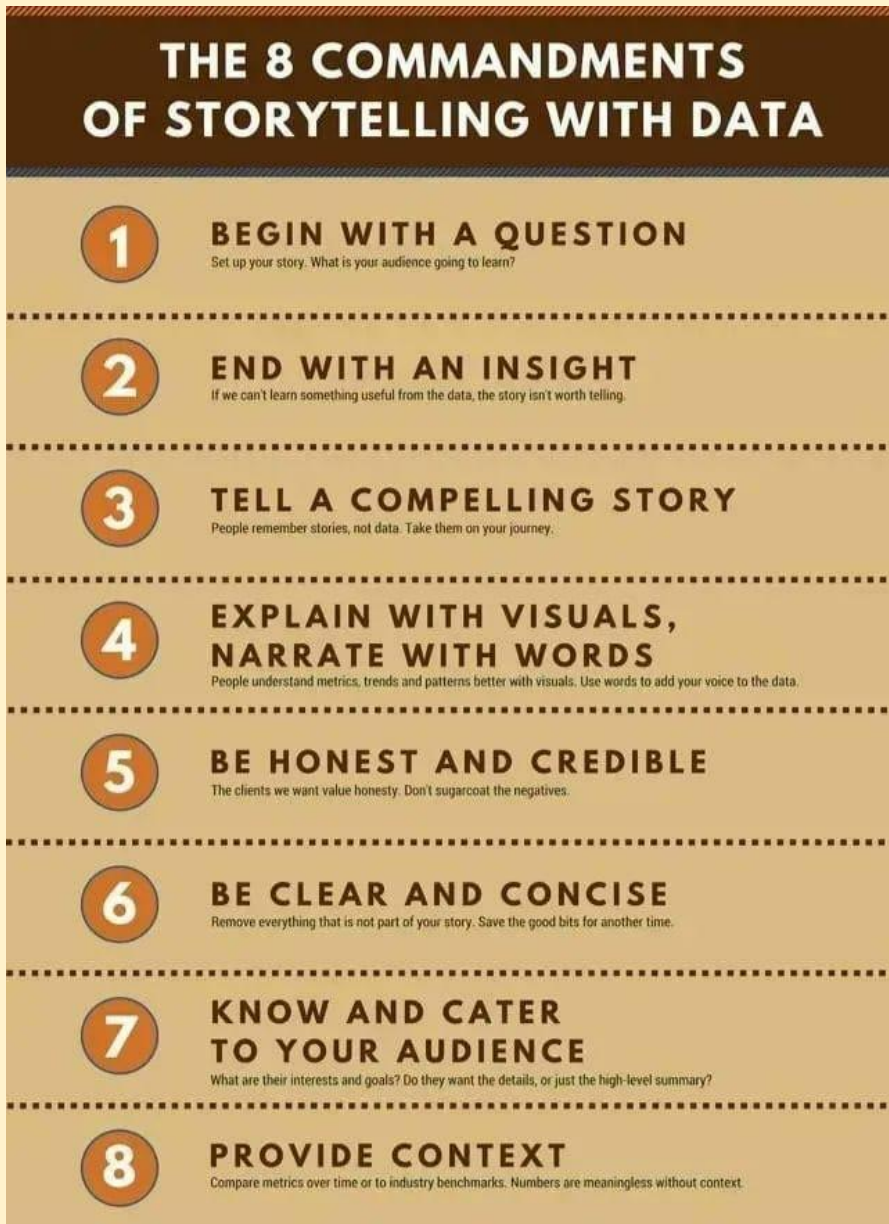 THE 8 COMMANDMENTS
OF STORYTELLING WITH DATA
1
BEGIN WITH A QUESTION
Set up your story. What is your audience going to learn?
2
END WITH AN INSIGHT
If we can't learn something useful from the data, the story isn't worth telling.
3
TELL A COMPELLING STORY
People remember stories, not data. Take them on your journey.
4
EXPLAIN WITH VISUALS,
NARRATE WITH WORDS
People understand metrics, trends and patterns better with visuals. Use words to add your voice to the data.
5
BE HONEST AND CREDIBLE
The clients we want value honesty. Don't sugarcoat the negatives.
6
BE CLEAR AND CONCISE
Remove everything that is not part of your story. Save the good bits for another time.
7
KNOW AND CATER
TO YOUR AUDIENCE
What are their interests and goals? Do they want the details, or just the high-level summary?
8
PROVIDE CONTEXT
Compare metrics over time or to industry benchmarks. Numbers are meaningless without context.